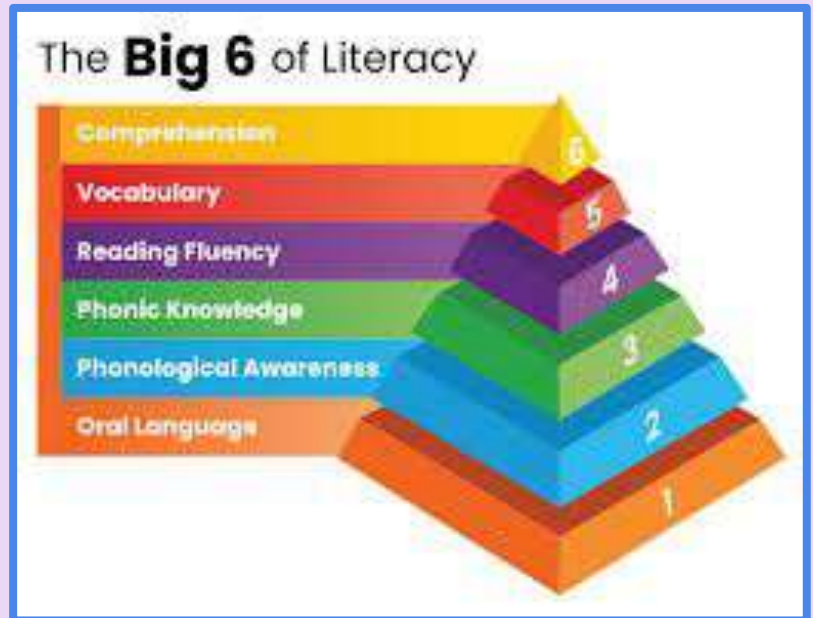 The Big 6 of Literacy
Comprehension
6
Vocabulary
5
Reading Fluency
4
Phonic Knowledge
3
Phonological Awareness
2
Oral Language
1